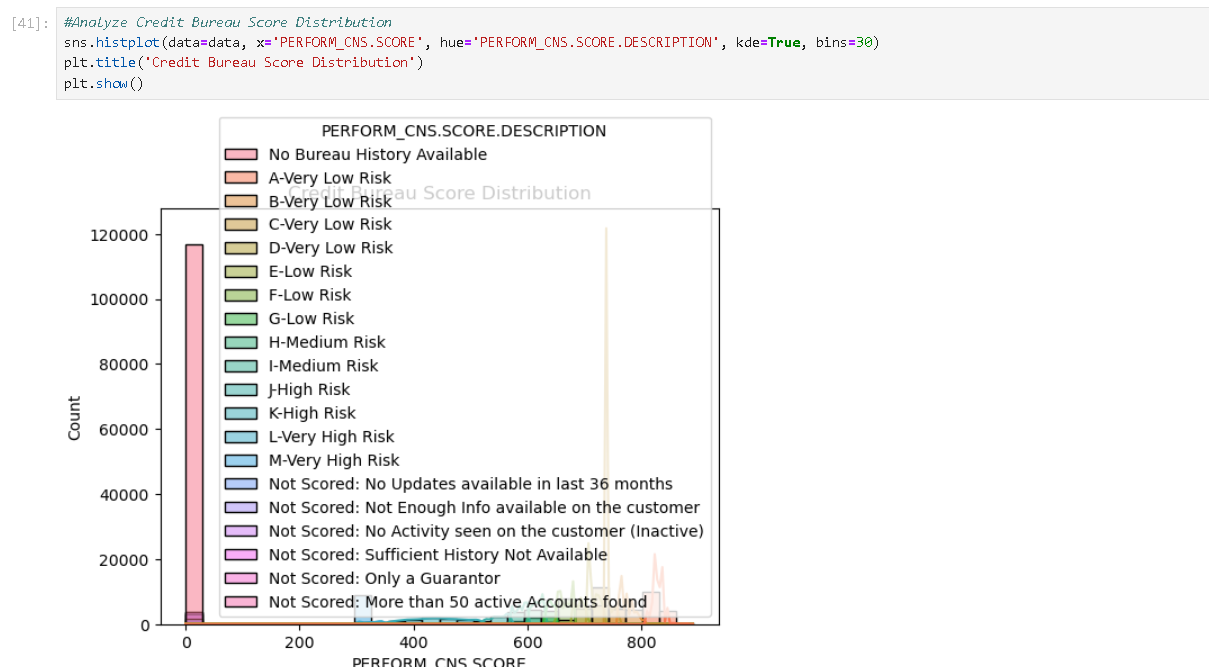 [41]:
#Analyze Credit Bureau Score Distribution
sns.histplot(data=data, x='PERFORM_CNS.SCORE', hue='PERFORM_CNS.SCORE.DESCRIPTION', kde=True, bins=30)
plt.title('Credit Bureau Score Distribution')
plt.show()
PERFORM_CNS.SCORE.DESCRIPTION
No Bureau History Available
A-Very Low Risk
Credit Bureau Score Distribution
B-Very Low Risk
C-Very Low Risk
D-Very Low Risk
E-Low Risk
F-Low Risk
G-Low Risk
H-Medium Risk
I-Medium Risk
J-High Risk
K-High Risk
L-Very High Risk
M-Very High Risk
Not Scored: No Updates available in last 36 months
Not Scored: Not Enough Info available on the customer
Not Scored: No Activity seen on the customer (Inactive)
Not Scored: Sufficient History Not Available
Not Scored: Only a Guarantor
Not Scored: More than 50 active Accounts found
120000
100000
80000
60000
40000
20000
0
Count
0 200 400 600 800
PERFORM_CNS.SCORE